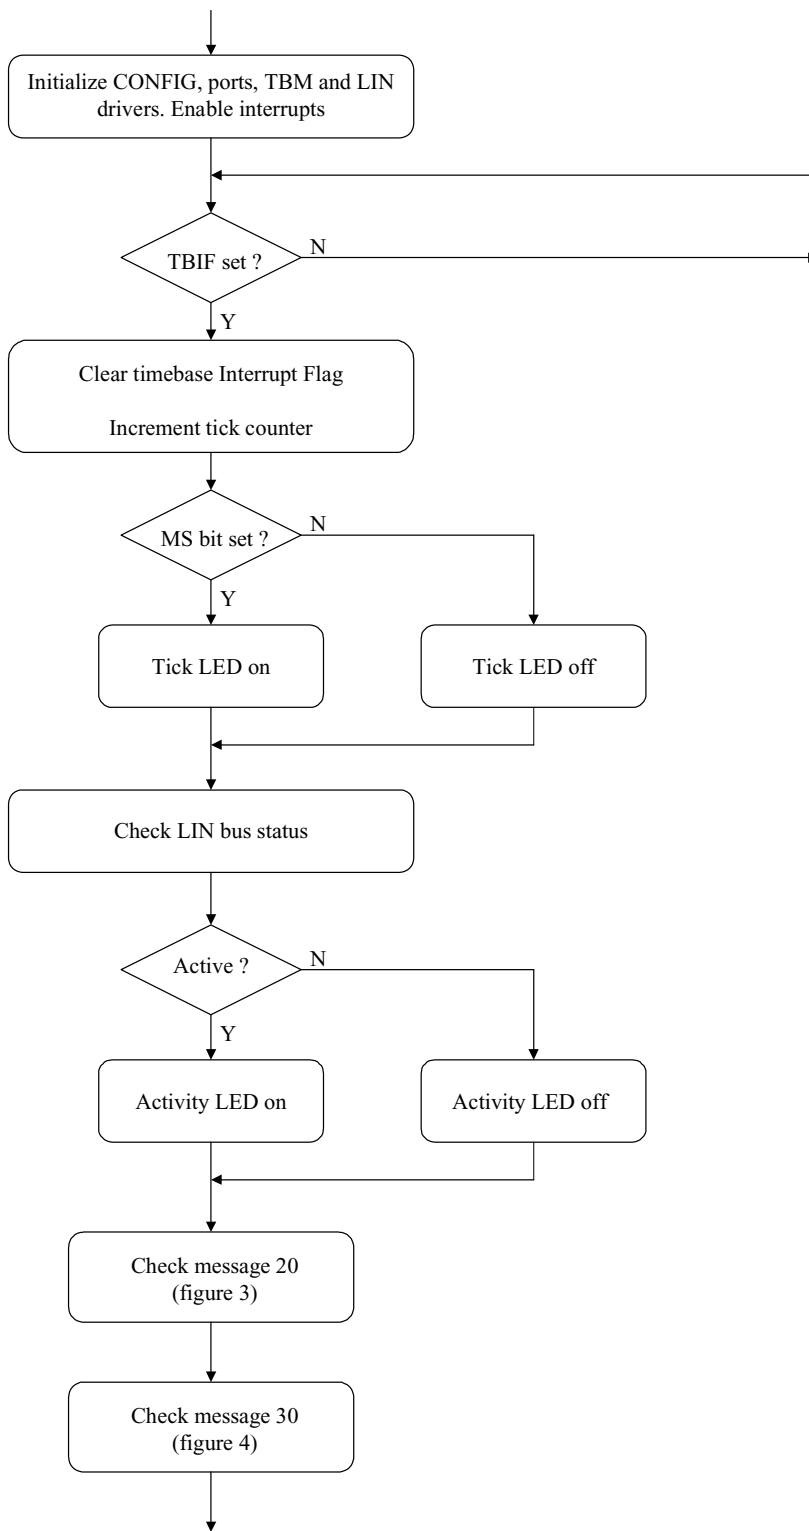 Initialize CONFIG, ports, TBM and LIN
drivers. Enable interrupts
TBIF set ?
N
Y
Clear timebase Interrupt Flag
Increment tick counter
MS bit set ?
N
Y
Tick LED on
Tick LED off
Check LIN bus status
Active ?
N
Y
Activity LED on
Activity LED off
Check message 20
(figure 3)
Check message 30
(figure 4)